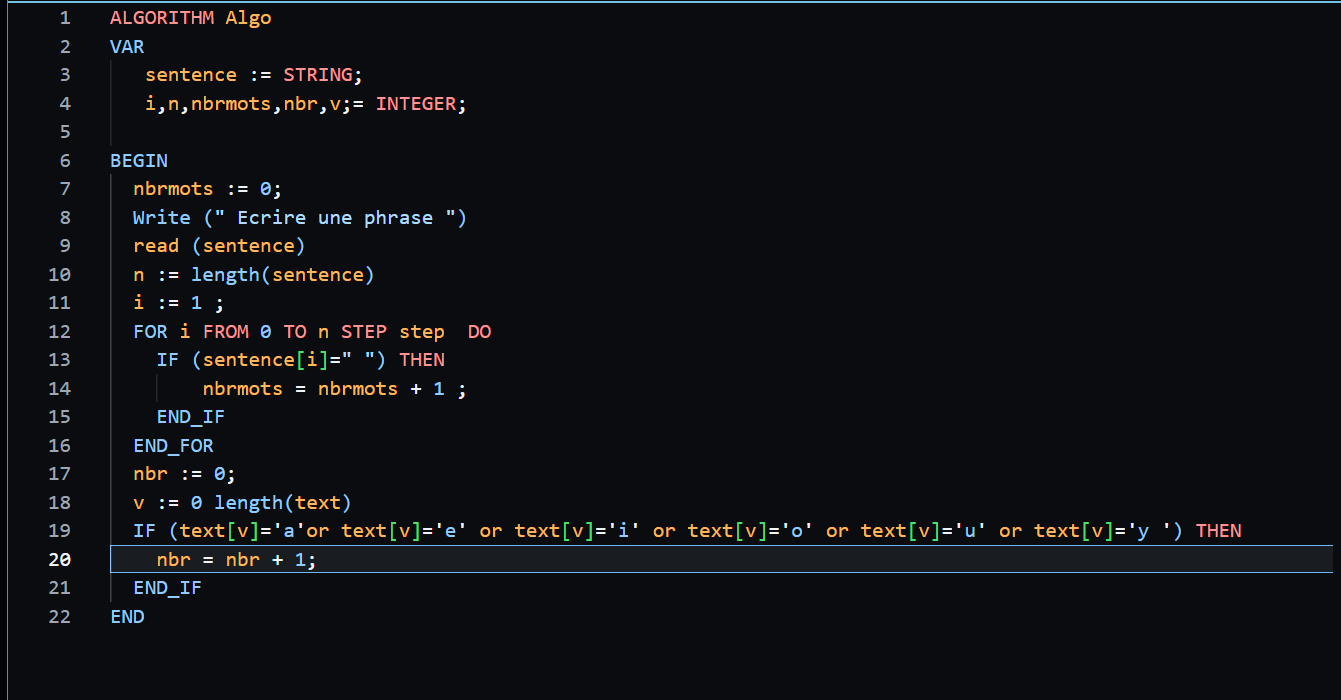 1 ALGORITHM Algo
2 VAR
3 sentence := STRING;
4 i,n,nbrmots,nbr,v;= INTEGER;
5
6 BEGIN
7 nbrmots := 0;
8 Write (" Ecrire une phrase ")
9 read (sentence)
10 n := length(sentence)
11 i := 1 ;
12 FOR i FROM 0 TO n STEP step  DO
13 IF (sentence[i]=" ") THEN
14 nbrmots = nbrmots + 1 ;
15 END_IF
16 END_FOR
17 nbr := 0;
18 v := 0 length(text)
19 IF (text[v]='a'or text[v]='e' or text[v]='i' or text[v]='o' or text[v]='u' or text[v]='y ') THEN
20 nbr = nbr + 1;
21 END_IF
22 END